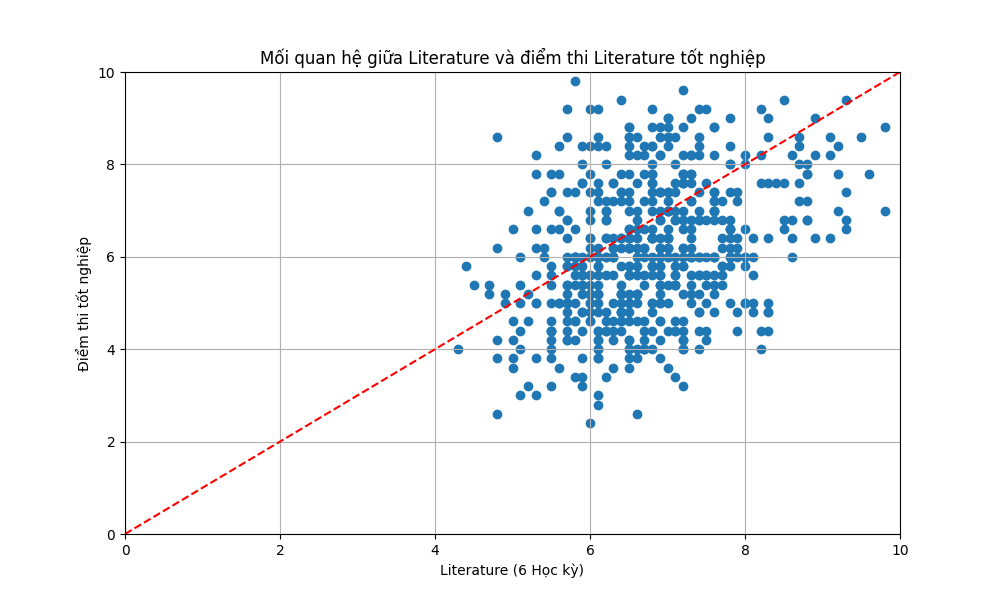 Mối quan hệ giữa Literature và điểm thi Literature tốt nghiệp
Điểm thi tốt nghiệp
10
8
6
4
2
0
0 2 4 6 8 10
Literature (6 Học kỳ)